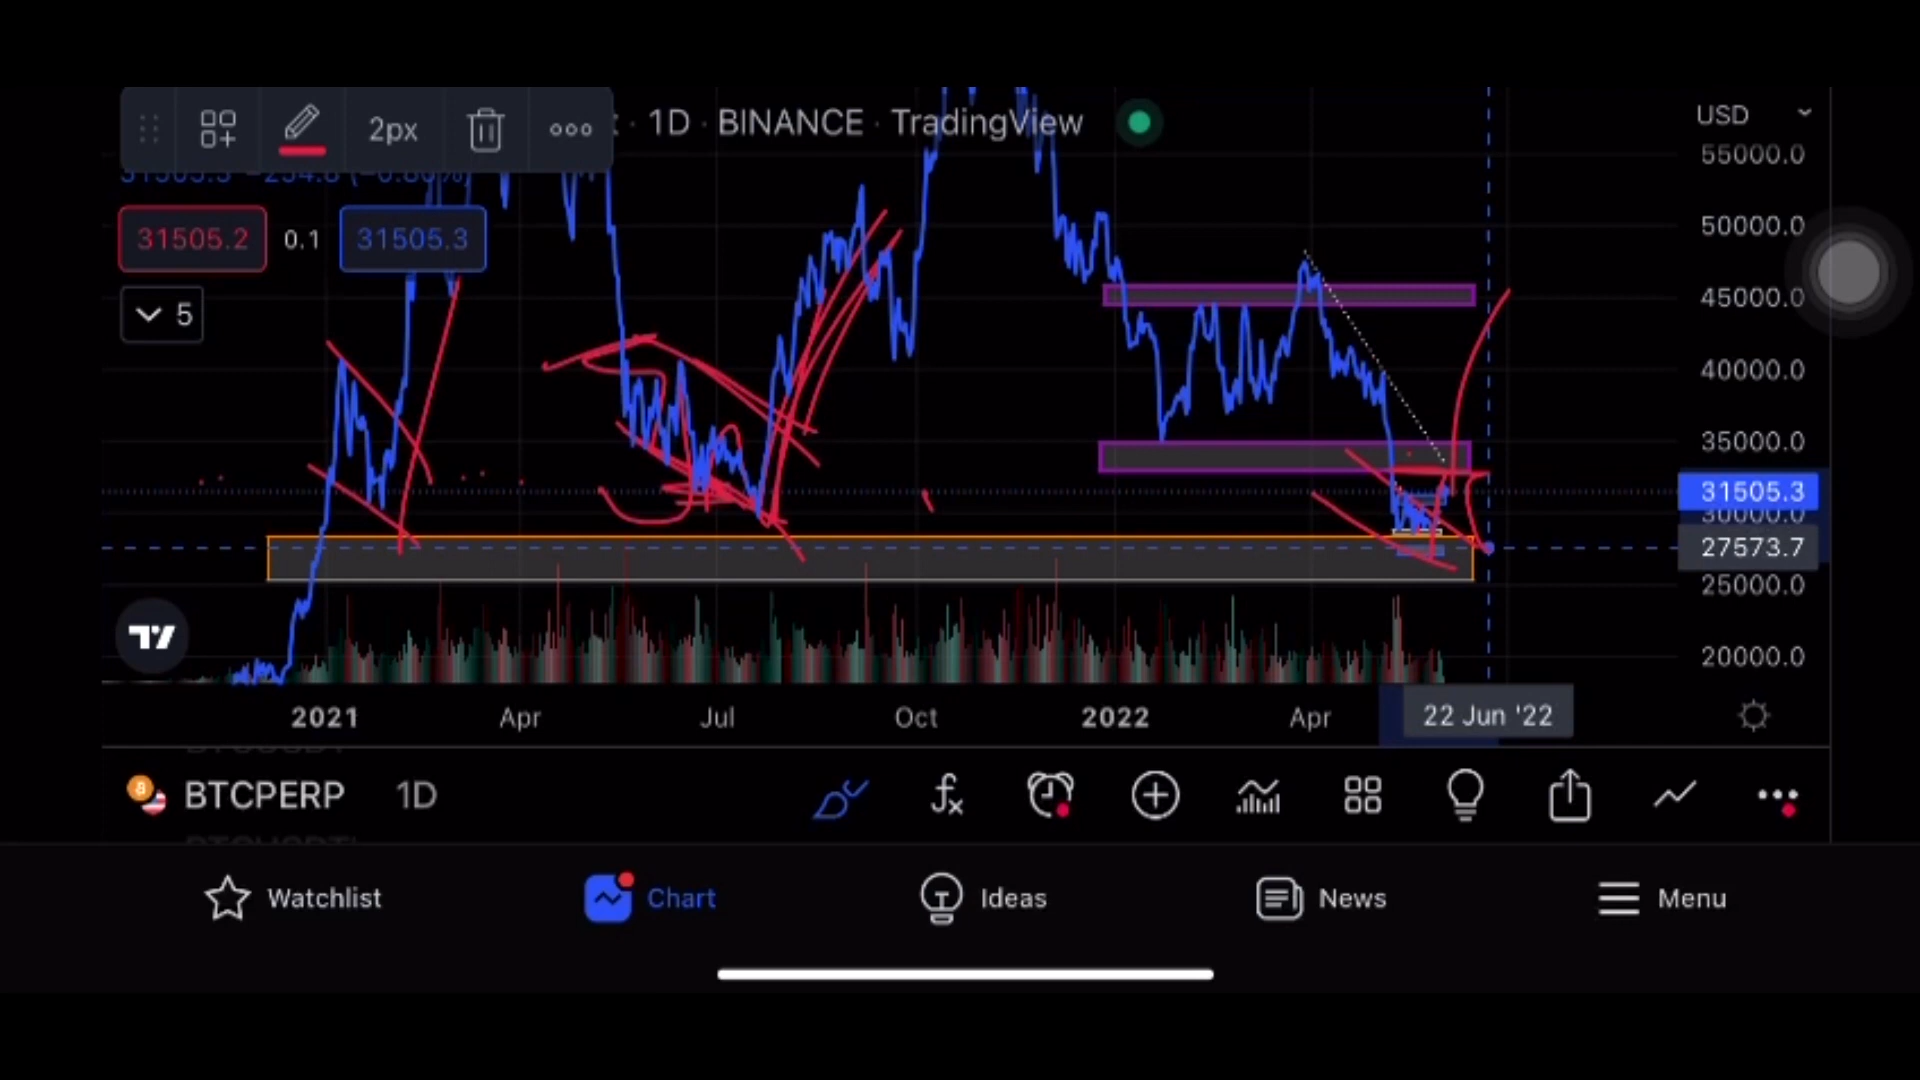 1D · BINANCE · TradingView
USD
55000.0
31505.2 0.1 31505.3
50000.0
5
45000.0
40000.0
35000.0
31505.3
30000.0
27573.7
25000.0
20000.0
2021 Apr Jul Oct 2022 Apr 22 Jun '22
BTCPERP 1D
Watchlist Chart Ideas News Menu